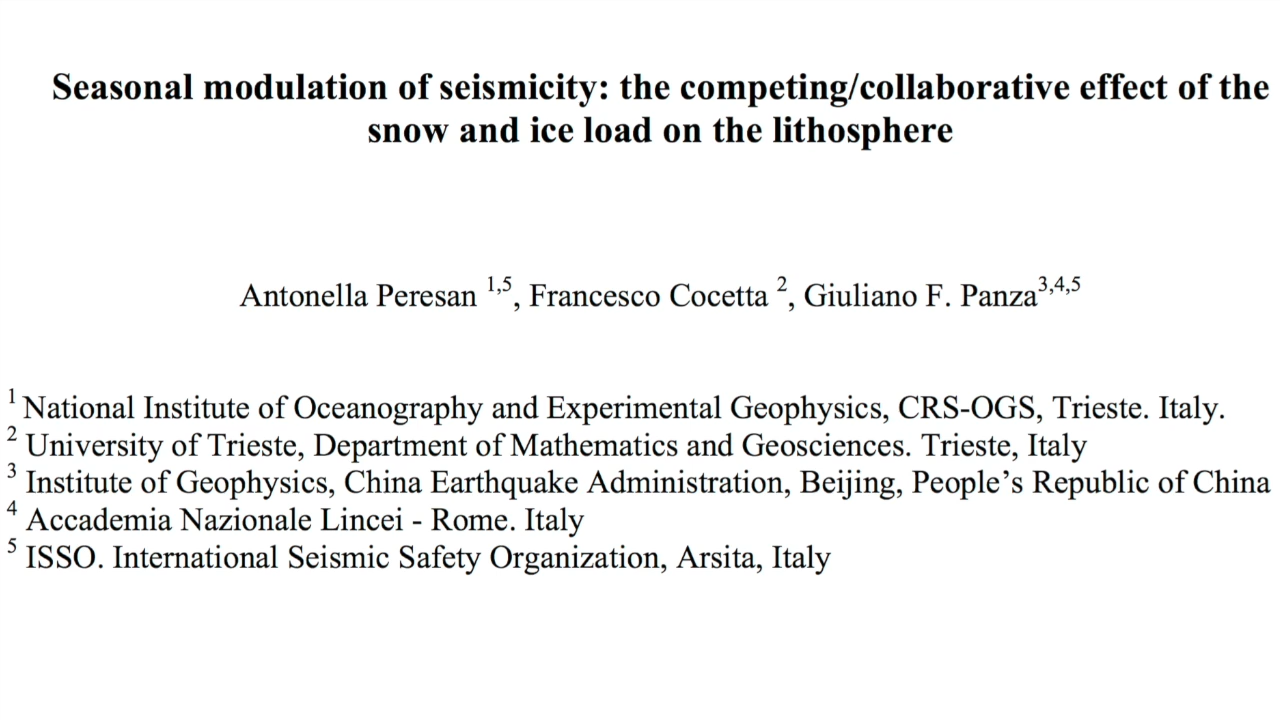 Seasonal modulation of seismicity: the competing/collaborative effect of the
snow and ice load on the lithosphere
Antonella Peresan 1,5, Francesco Cocetta 2, Giuliano F. Panza3,4,5
1 National Institute of Oceanography and Experimental Geophysics, CRS-OGS, Trieste. Italy.
2 University of Trieste, Department of Mathematics and Geosciences. Trieste, Italy
3 Institute of Geophysics, China Earthquake Administration, Beijing, People's Republic of China
4 Accademia Nazionale Lincei - Rome. Italy
5 ISSO. International Seismic Safety Organization, Arsita, Italy